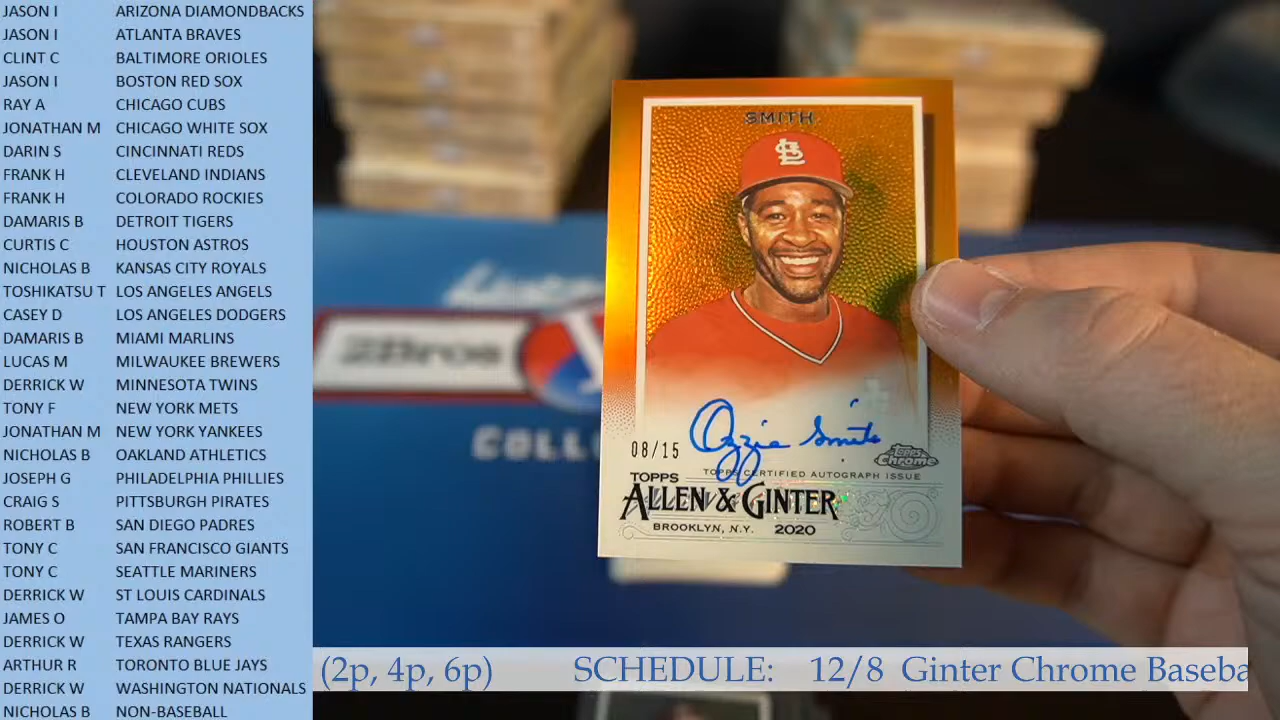 JASON I ARIZONA DIAMONDBACKS
JASON I ATLANTA BRAVES
CLINT C BALTIMORE ORIOLES
JASON I BOSTON RED SOX
RAY A CHICAGO CUBS
JONATHAN M CHICAGO WHITE SOX
DARIN S CINCINNATI REDS
FRANK H CLEVELAND INDIANS
FRANK H COLORADO ROCKIES
DAMARIS B DETROIT TIGERS
CURTIS C HOUSTON ASTROS
NICHOLAS B KANSAS CITY ROYALS
TOSHIKATSU T LOS ANGELES ANGELS
CASEY D LOS ANGELES DODGERS
DAMARIS B MIAMI MARLINS
LUCAS M MILWAUKEE BREWERS
DERRICK W MINNESOTA TWINS
TONY F NEW YORK METS
JONATHAN M NEW YORK YANKEES
NICHOLAS B OAKLAND ATHLETICS
JOSEPH G PHILADELPHIA PHILLIES
CRAIG S PITTSBURGH PIRATES
ROBERT B SAN DIEGO PADRES
TONY C SAN FRANCISCO GIANTS
TONY C SEATTLE MARINERS
DERRICK W ST LOUIS CARDINALS
JAMES O TAMPA BAY RAYS
DERRICK W TEXAS RANGERS
ARTHUR R TORONTO BLUE JAYS
DERRICK W WASHINGTON NATIONALS
NICHOLAS B NON-BASEBALL
SMITH
StL
Ozzie Smith
08/15
TOPPS Chrome
TOPPS CERTIFIED AUTOGRAPH ISSUE
TOPPS
ALLEN & GINTER
BROOKLYN, N.Y. 2020
2Bros
COLL
(2p, 4p, 6p) SCHEDULE: 12/8 Ginter Chrome Baseba